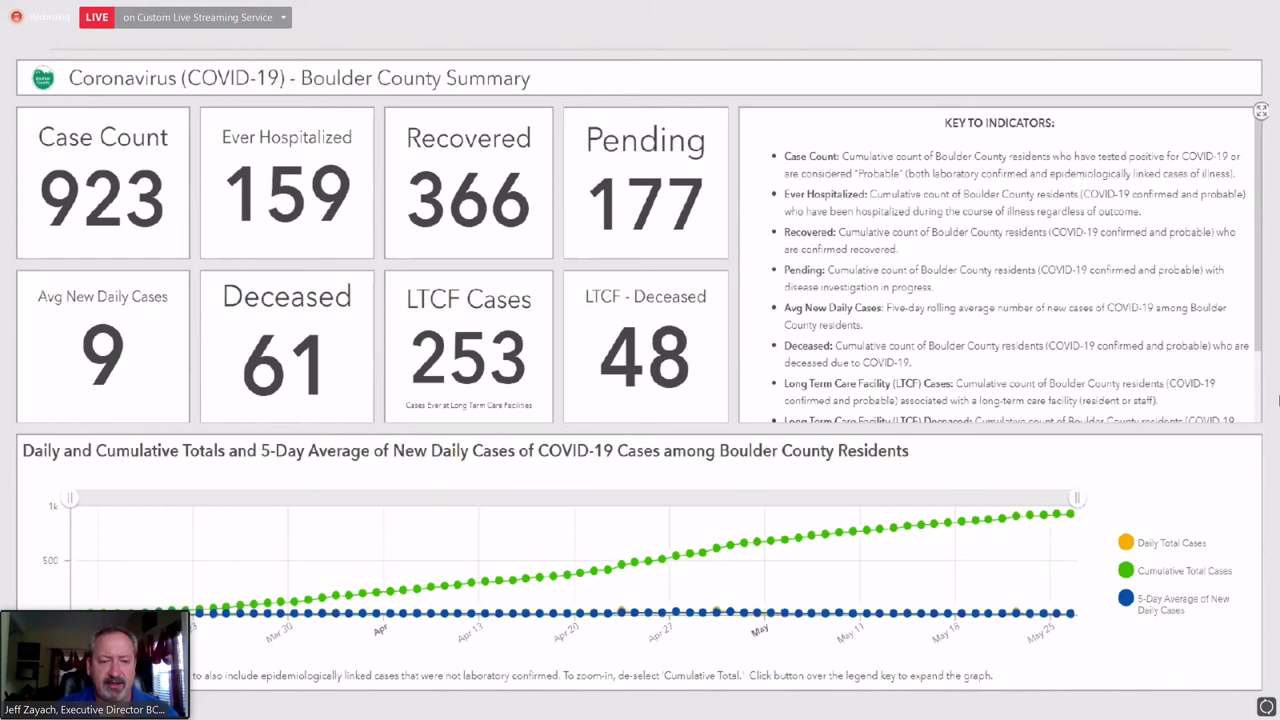 Recording
LIVE on Custom Live Streaming Service
Coronavirus (COVID-19) - Boulder County Summary
Case Count
923
Ever Hospitalized
159
Recovered
366
Pending
177
Avg New Daily Cases
9
Deceased
61
LTCF Cases
253
Cases Ever at Long Term Care Facilities
LTCF - Deceased
48
KEY TO INDICATORS:
• Case Count: Cumulative count of Boulder County residents who have tested positive for COVID-19 or
are considered "Probable" (both laboratory confirmed and epidemiologically linked cases of illness).
• Ever Hospitalized: Cumulative count of Boulder County residents (COVID-19 confirmed and probable)
who have been hospitalized during the course of illness regardless of outcome.
• Recovered: Cumulative count of Boulder County residents (COVID-19 confirmed and probable) who
are confirmed recovered.
• Pending: Cumulative count of Boulder County residents (COVID-19 confirmed and probable) with
disease investigation in progress.
• Avg New Daily Cases: Five-day rolling average number of new cases of COVID-19 among Boulder
County residents.
• Deceased: Cumulative count of Boulder County residents (COVID-19 confirmed and probable) who are
deceased due to COVID-19.
• Long Term Care Facility (LTCF) Cases: Cumulative count of Boulder County residents (COVID-19
confirmed and probable) associated with a long-term care facility (resident or staff).
• Long Term Care Facility (LTCF) Deceased: Cumulative count of Boulder County residents (COVID-19
Daily and Cumulative Totals and 5-Day Average of New Daily Cases of COVID-19 Cases among Boulder County Residents
1k
500
Mar 30
Apr
Apr 13
Apr 20
Apr 27
May
May 11
May 18
May 25
Daily Total Cases
Cumulative Total Cases
5-Day Average of New
Daily Cases
to also include epidemiologically linked cases that were not laboratory confirmed. To zoom-in, de-select 'Cumulative Total.' Click button over the legend key to expand the graph.
Jeff Zayach, Executive Director BC...